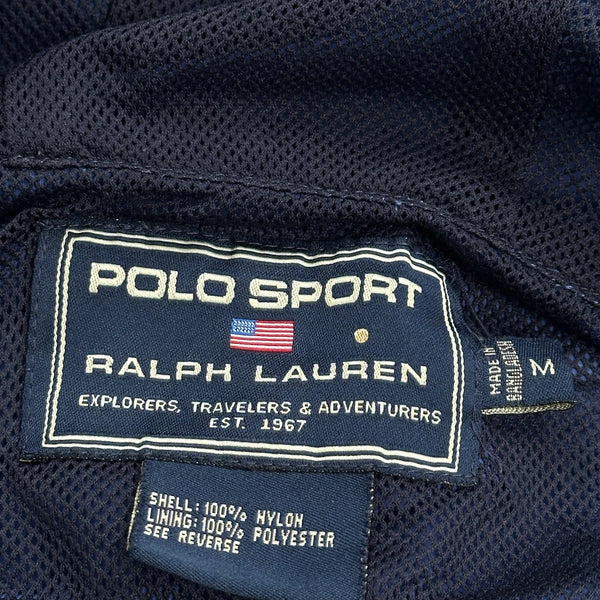 POLO SPORT
RALPH LAUREN
EXPLORERS, TRAVELERS & ADVENTURERS
EST. 1967
MADE IN
BANGLADESH
M
SHELL: 100% NYLON
LINING: 100% POLYESTER
SEE REVERSE